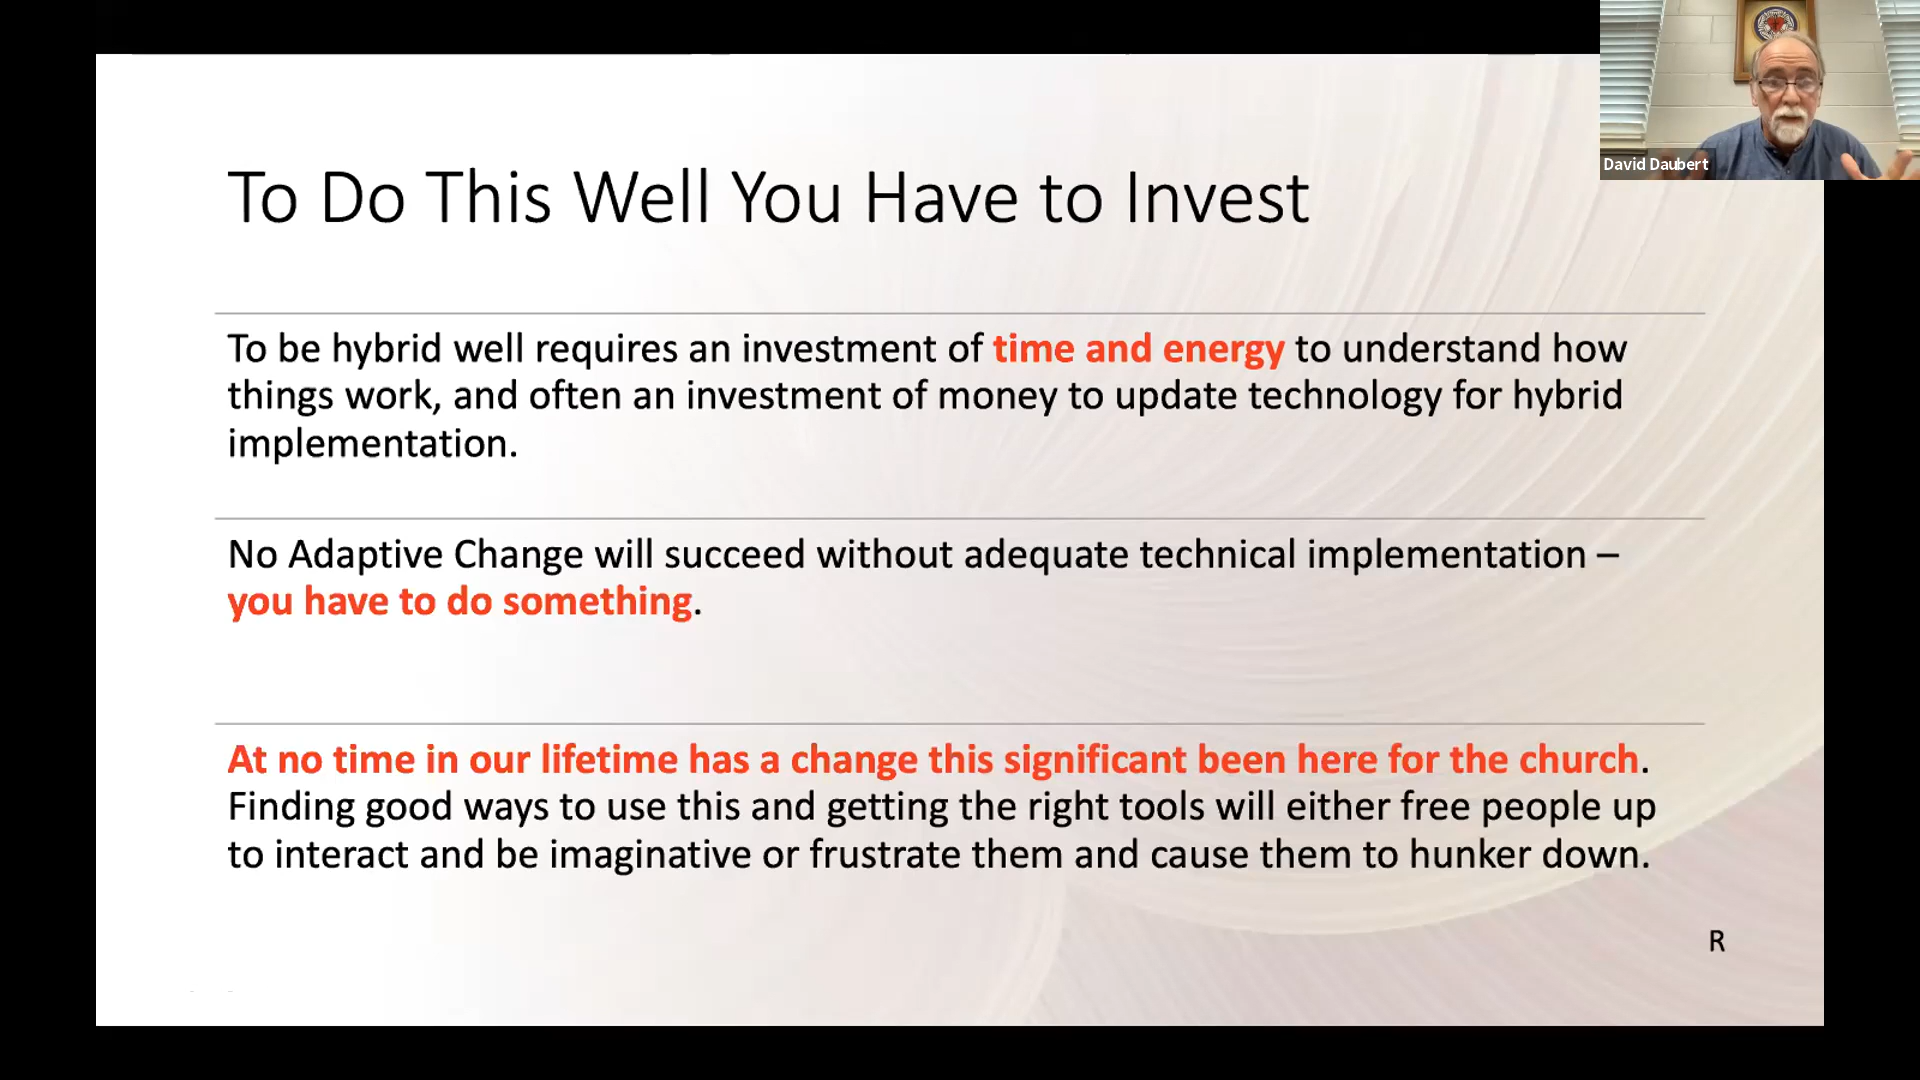 David Daubert
To Do This Well You Have to Invest
To be hybrid well requires an investment of time and energy to understand how
things work, and often an investment of money to update technology for hybrid
implementation.
No Adaptive Change will succeed without adequate technical implementation –
you have to do something.
At no time in our lifetime has a change this significant been here for the church.
Finding good ways to use this and getting the right tools will either free people up
to interact and be imaginative or frustrate them and cause them to hunker down.
R